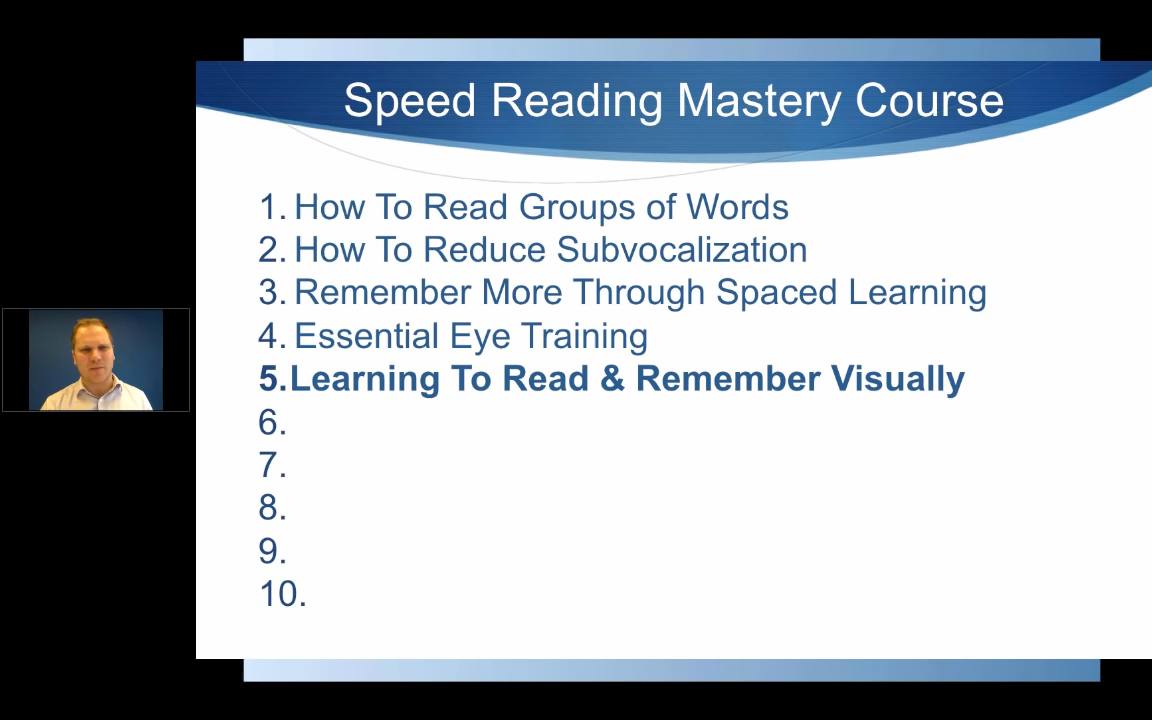 Speed Reading Mastery Course
1. How To Read Groups of Words
2. How To Reduce Subvocalization
3. Remember More Through Spaced Learning
4. Essential Eye Training
5.Learning To Read & Remember Visually
6.
7.
8.
9.
10.